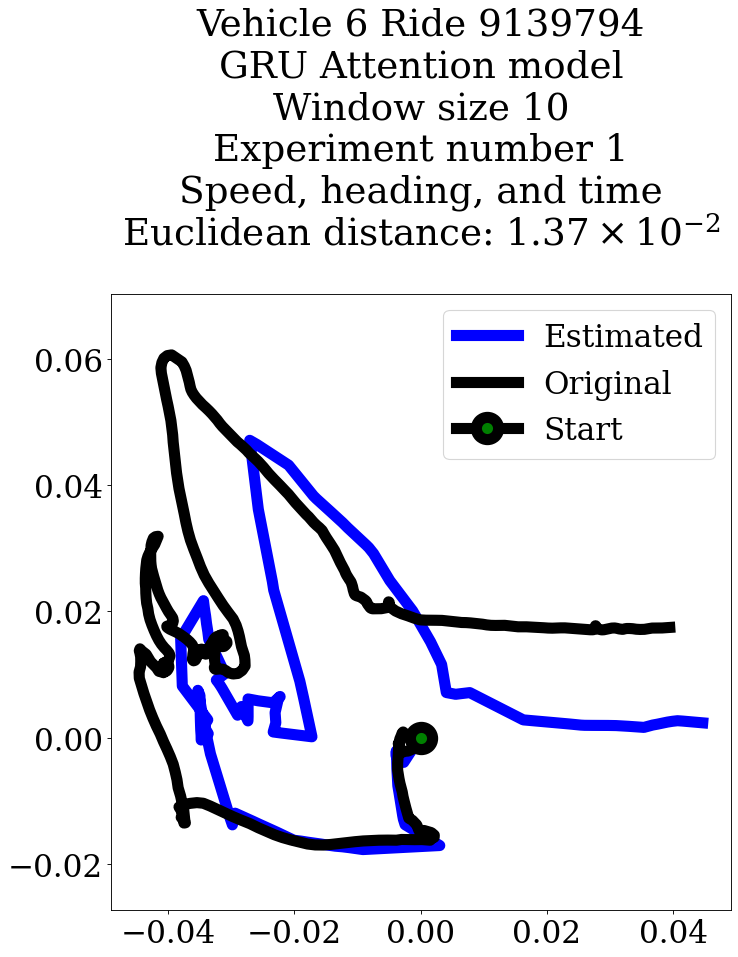 Vehicle 6 Ride 9139794
GRU Attention model
Window size 10
Experiment number 1
Speed, heading, and time
Euclidean distance: 1.37 × 10⁻²
Estimated
Original
Start
0.06
0.04
0.02
0.00
−0.02
−0.04 −0.02 0.00 0.02 0.04